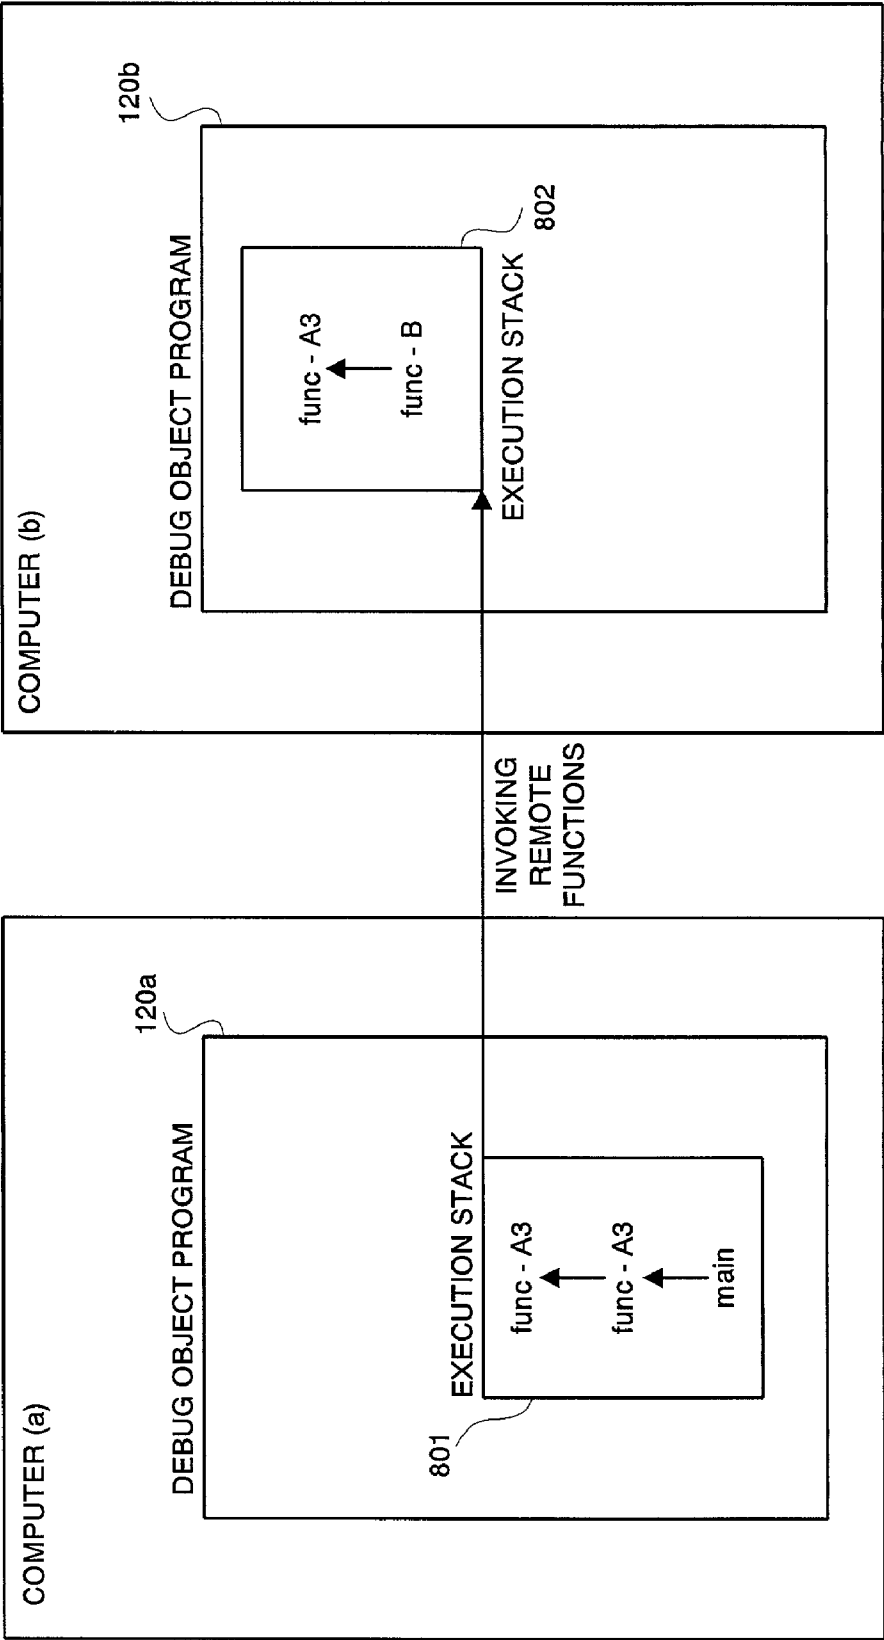 COMPUTER (a)
DEBUG OBJECT PROGRAM
120a
EXECUTION STACK
801
func - A3
func - A3
main
INVOKING
REMOTE
FUNCTIONS
COMPUTER (b)
DEBUG OBJECT PROGRAM
120b
func - A3
func - B
802
EXECUTION STACK